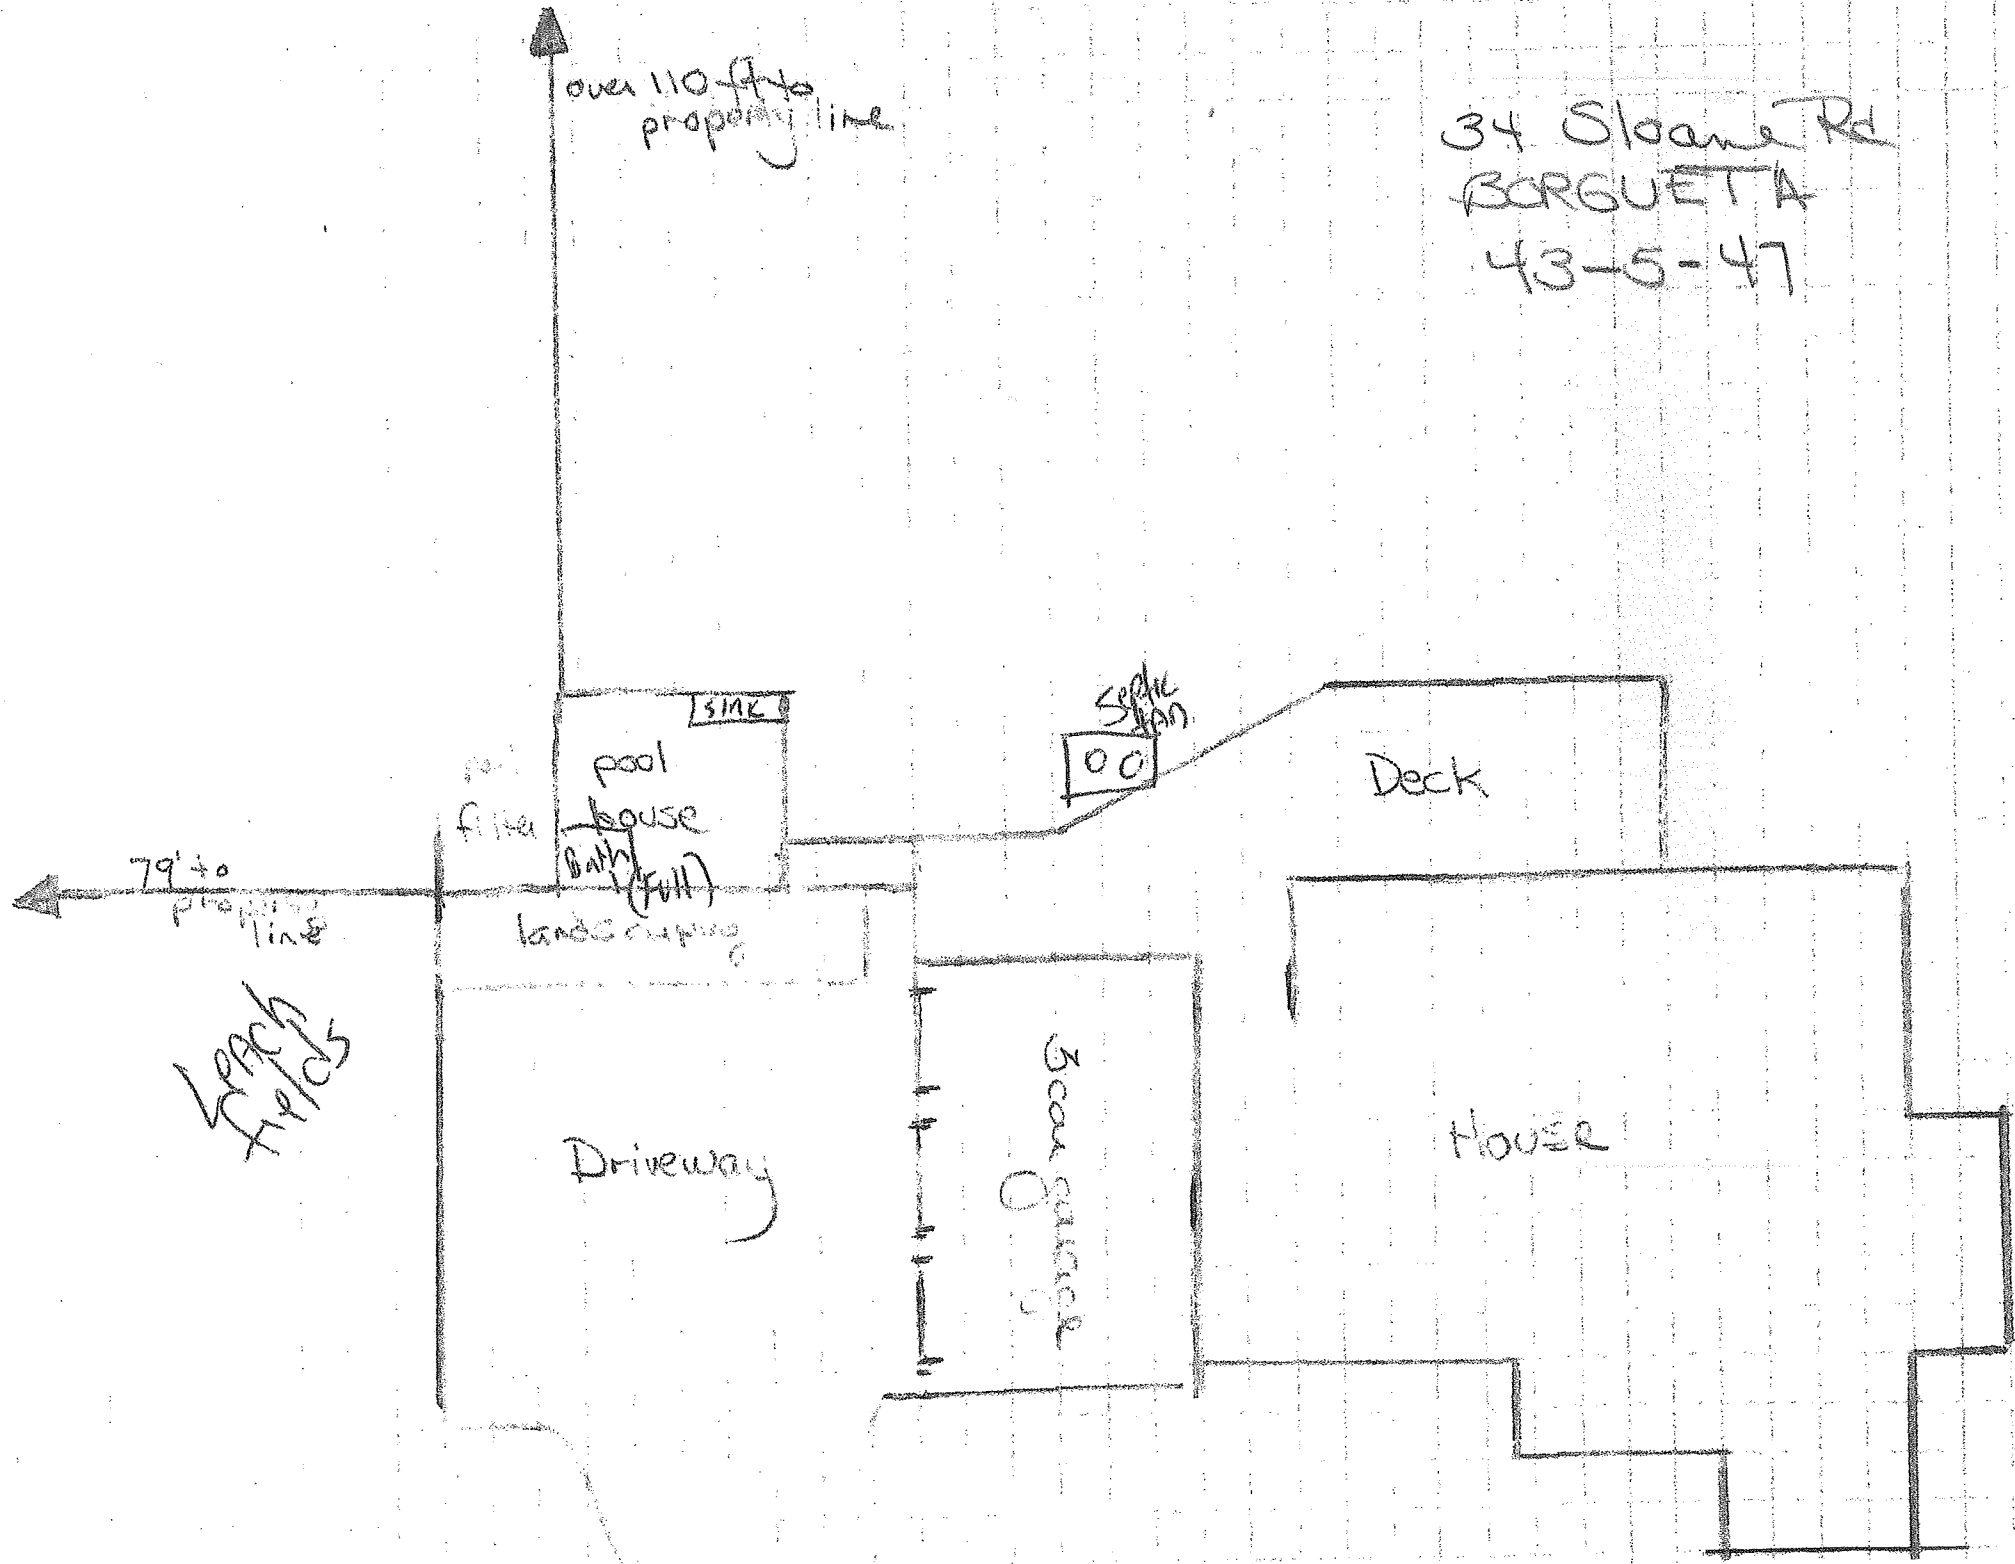 over 110 ft to
property line
34 Sloane Rd
BORGUETA
43-5-47
sink
Septic
tan
pool
house
Deck
filter
Bath
(Full)
79' to
property
line
landscaping
Leach
fields
3 car garage
Driveway
House